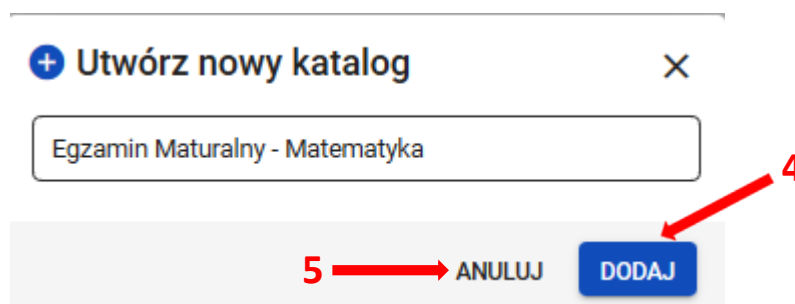 Utwórz nowy katalog
Egzamin Maturalny - Matematyka
4
5 ANULUJ DODAJ